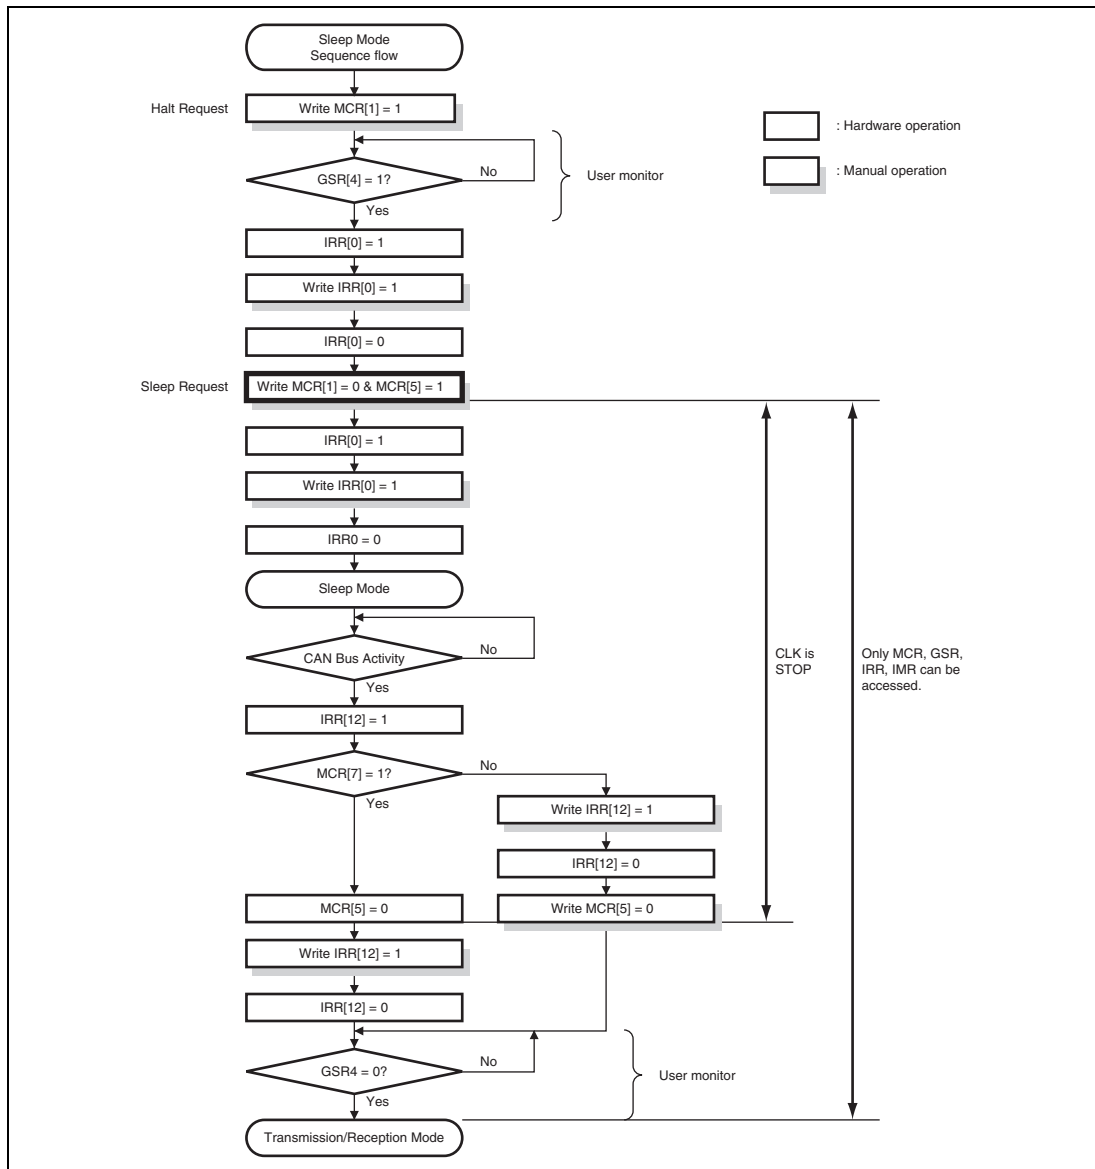 Sleep Mode
Sequence flow
Halt Request
Write MCR[1] = 1
: Hardware operation
GSR[4] = 1?
No
User monitor
: Manual operation
Yes
IRR[0] = 1
Write IRR[0] = 1
IRR[0] = 0
Sleep Request
Write MCR[1] = 0 & MCR[5] = 1
IRR[0] = 1
Write IRR[0] = 1
IRR0 = 0
Sleep Mode
CAN Bus Activity
No
CLK is
STOP
Only MCR, GSR,
IRR, IMR can be
accessed.
Yes
IRR[12] = 1
MCR[7] = 1?
No
Yes
Write IRR[12] = 1
IRR[12] = 0
MCR[5] = 0
Write MCR[5] = 0
Write IRR[12] = 1
IRR[12] = 0
GSR4 = 0?
No
User monitor
Yes
Transmission/Reception Mode